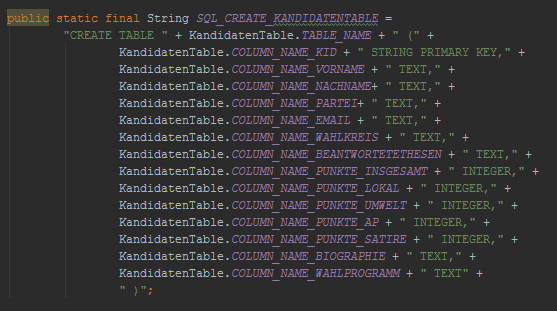 public static final String SQL_CREATE_KANDIDATENTABLE =
"CREATE TABLE " + KandidatenTable.TABLE_NAME + " (" +
KandidatenTable.COLUMN_NAME_KID + " STRING PRIMARY KEY," +
KandidatenTable.COLUMN_NAME_VORNAME + " TEXT," +
KandidatenTable.COLUMN_NAME_NACHNAME+ " TEXT," +
KandidatenTable.COLUMN_NAME_PARTEI+ " TEXT," +
KandidatenTable.COLUMN_NAME_EMAIL + " TEXT," +
KandidatenTable.COLUMN_NAME_WAHLKREIS + " TEXT," +
KandidatenTable.COLUMN_NAME_BEANTWORTETETHESEN + " TEXT," +
KandidatenTable.COLUMN_NAME_PUNKTE_INSGESAMT + " INTEGER," +
KandidatenTable.COLUMN_NAME_PUNKTE_LOKAL + " INTEGER," +
KandidatenTable.COLUMN_NAME_PUNKTE_UMWELT + " INTEGER," +
KandidatenTable.COLUMN_NAME_PUNKTE_AP + " INTEGER," +
KandidatenTable.COLUMN_NAME_PUNKTE_SATIRE + " INTEGER," +
KandidatenTable.COLUMN_NAME_BIOGRAPHIE + " TEXT," +
KandidatenTable.COLUMN_NAME_WAHLPROGRAMM + " TEXT" +
" )";